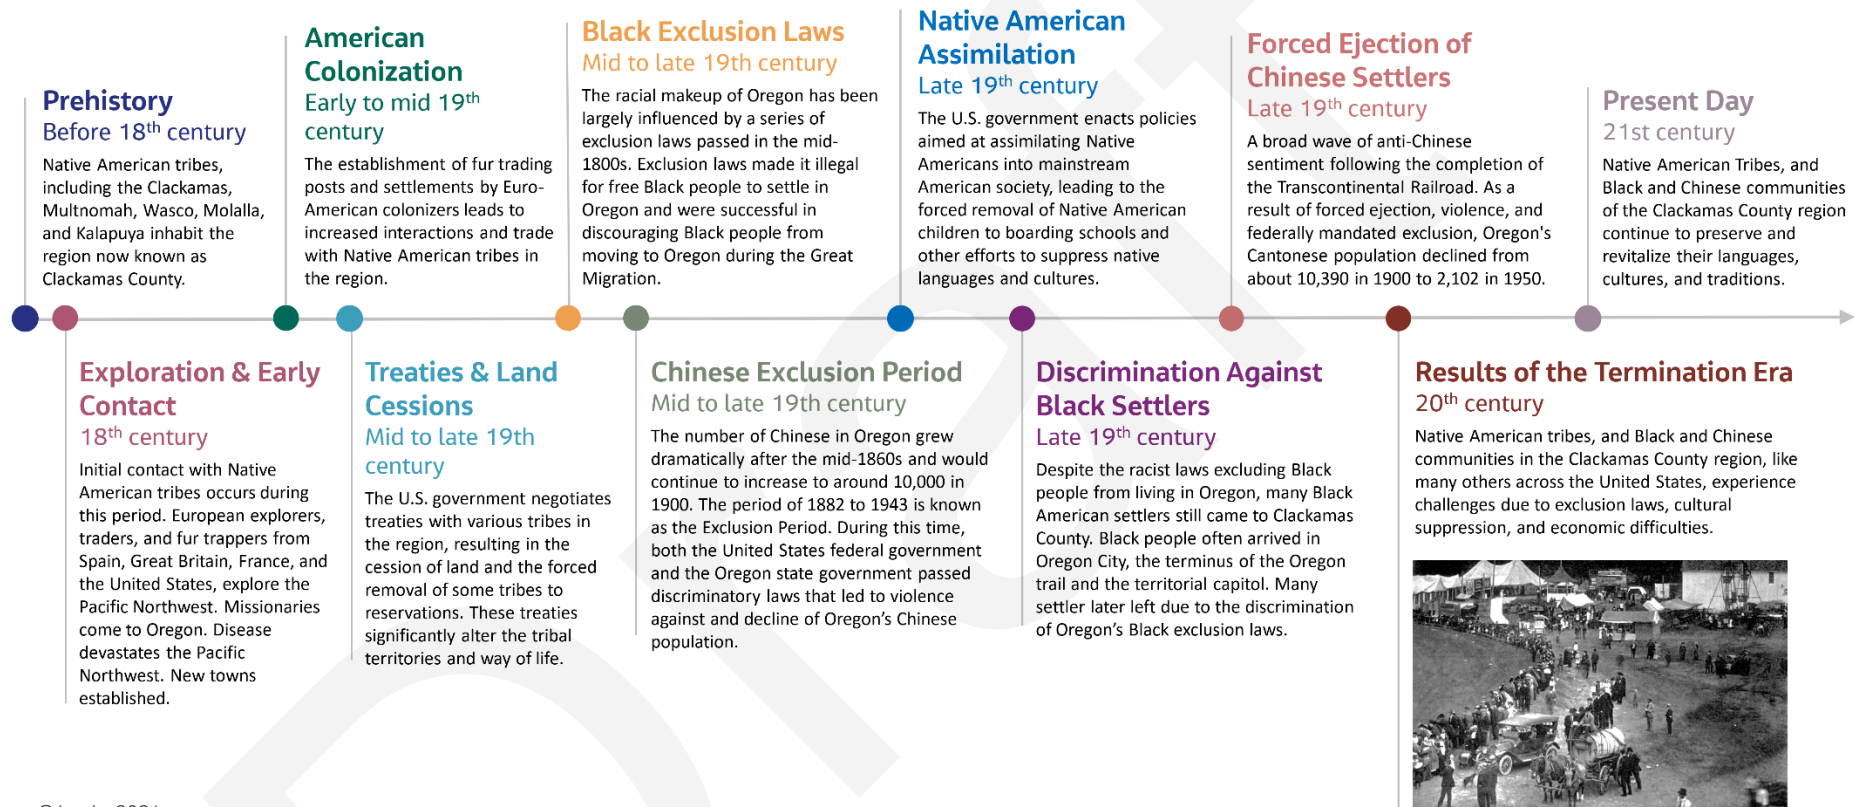 Prehistory
Before 18th century
Native American tribes,
including the Clackamas,
Multnomah, Wasco, Molalla,
and Kalapuya inhabit the
region now known as
Clackamas County.
American
Colonization
Early to mid 19th
century
The establishment of fur trading
posts and settlements by Euro-
American colonizers leads to
increased interactions and trade
with Native American tribes in
the region.
Black Exclusion Laws
Mid to late 19th century
The racial makeup of Oregon has been
largely influenced by a series of
exclusion laws passed in the mid-
1800s. Exclusion laws made it illegal
for free Black people to settle in
Oregon and were successful in
discouraging Black people from
moving to Oregon during the Great
Migration.
Native American
Assimilation
Late 19th century
The U.S. government enacts policies
aimed at assimilating Native
Americans into mainstream
American society, leading to the
forced removal of Native American
children to boarding schools and
other efforts to suppress native
languages and cultures.
Forced Ejection of
Chinese Settlers
Late 19th century
A broad wave of anti-Chinese
sentiment following the completion of
the Transcontinental Railroad. As a
result of forced ejection, violence, and
federally mandated exclusion, Oregon's
Cantonese population declined from
about 10,390 in 1900 to 2,102 in 1950.
Present Day
21st century
Native American Tribes, and
Black and Chinese communities
of the Clackamas County region
continue to preserve and
revitalize their languages,
cultures, and traditions.
Exploration & Early
Contact
18th century
Initial contact with Native
American tribes occurs during
this period. European explorers,
traders, and fur trappers from
Spain, Great Britain, France, and
the United States, explore the
Pacific Northwest. Missionaries
come to Oregon. Disease
devastates the Pacific
Northwest. New towns
established.
Treaties & Land
Cessions
Mid to late 19th
century
The U.S. government negotiates
treaties with various tribes in
the region, resulting in the
cession of land and the forced
removal of some tribes to
reservations. These treaties
significantly alter the tribal
territories and way of life.
Chinese Exclusion Period
Mid to late 19th century
The number of Chinese in Oregon grew
dramatically after the mid-1860s and would
continue to increase to around 10,000 in
1900. The period of 1882 to 1943 is known
as the Exclusion Period. During this time,
both the United States federal government
and the Oregon state government passed
discriminatory laws that led to violence
against and decline of Oregon's Chinese
population.
Discrimination Against
Black Settlers
Late 19th century
Despite the racist laws excluding Black
people from living in Oregon, many Black
American settlers still came to Clackamas
County. Black people often arrived in
Oregon City, the terminus of the Oregon
trail and the territorial capitol. Many
settler later left due to the discrimination
of Oregon's Black exclusion laws.
Results of the Termination Era
20th century
Native American tribes, and Black and Chinese
communities in the Clackamas County region, like
many others across the United States, experience
challenges due to exclusion laws, cultural
suppression, and economic difficulties.
Draft